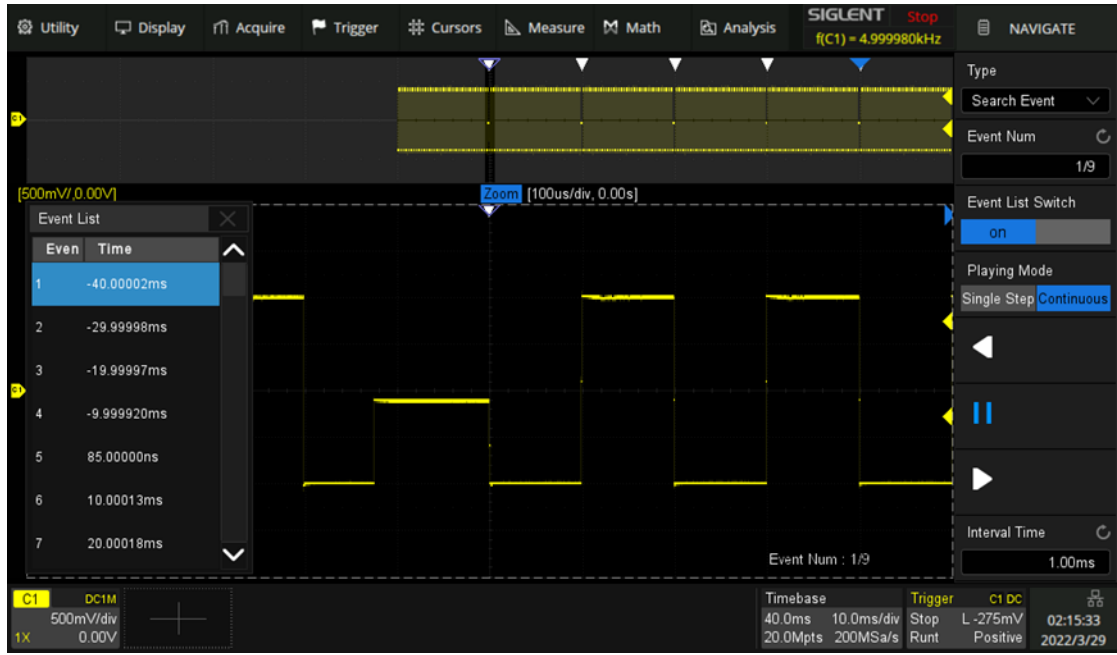 Utility Display Acquire Trigger Cursors Measure Math Analysis SIGLENT Stop NAVIGATE
f(C1) = 4.999980kHz
Type
Search Event
C1
Event Num
1/9
[500mV/,0.00V] Zoom [100us/div, 0.00s]
Event List Switch
on
Event List
Even Time
1 -40.00002ms
2 -29.99998ms
3 -19.99997ms
4 -9.999920ms
5 85.00000ns
6 10.00013ms
7 20.00018ms
C1
Playing Mode
Single Step Continuous
Interval Time
1.00ms
Event Num : 1/9
C1 DC1M
500mV/div
1X 0.00V
Timebase
40.0ms 10.0ms/div
20.0Mpts 200MSa/s
Trigger C1 DC
Stop L -275mV
Runt Positive
02:15:33
2022/3/29